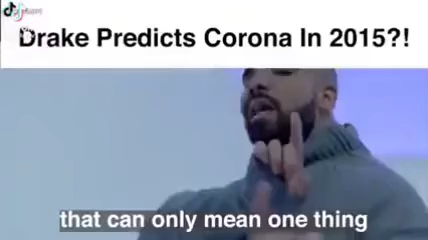 Drake Predicts Corona In 2015?!
that can only mean one thing